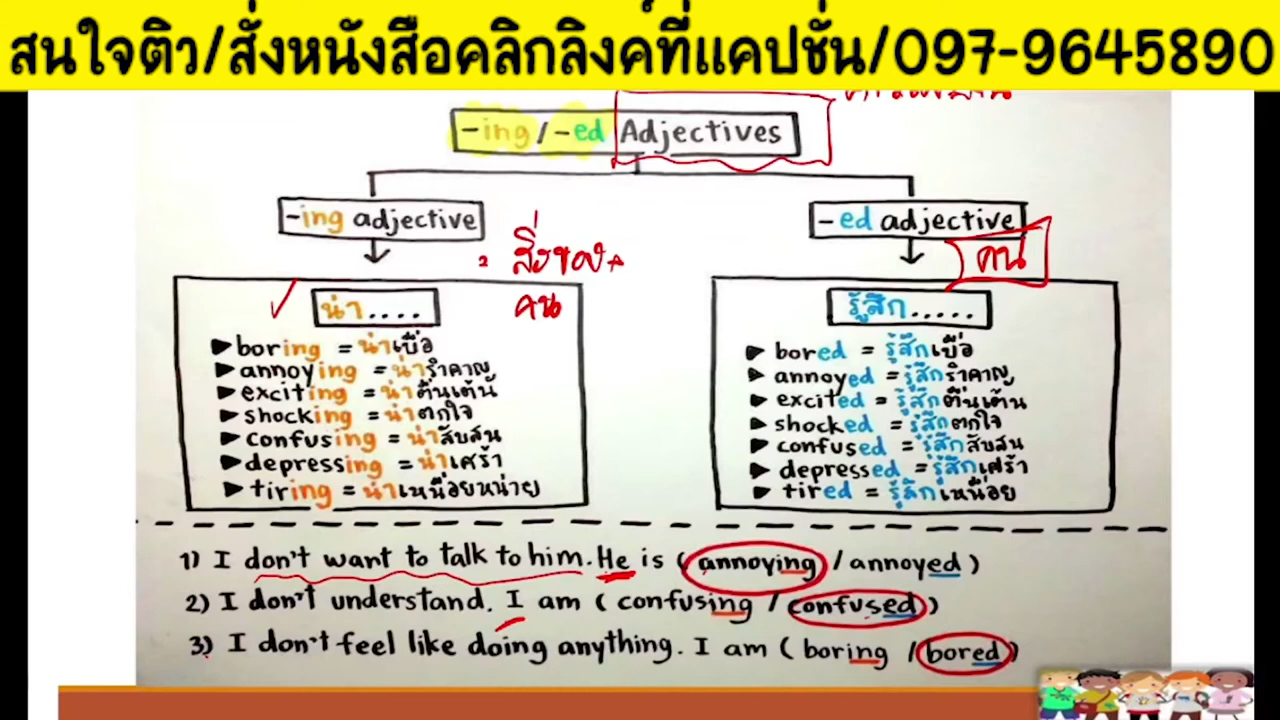 สนใจติว/สั่งหนังสือคลิกลิงค์ที่แคปชั่น/097-9645890
-ing / -ed Adjectives
-ing adjective
-ed adjective
สิ่งของ
คน
คน
น่า....
รู้สึก.....
boring = น่าเบื่อ
annoying = น่ารำคาญ
exciting = น่าตื่นเต้น
shocking = น่าตกใจ
confusing = น่าสับสน
depressing = น่าเศร้า
tiring = น่าเหนื่อยหน่าย
bored = รู้สึกเบื่อ
annoyed = รู้สึกรำคาญ
excited = รู้สึกตื่นเต้น
shocked = รู้สึกตกใจ
confused = รู้สึกสับสน
depressed = รู้สึกเศร้า
tired = รู้สึกเหนื่อย
1) I don't want to talk to him. He is (annoying / annoyed)
2) I don't understand. I am (confusing / confused)
3) I don't feel like doing anything. I am (boring / bored)